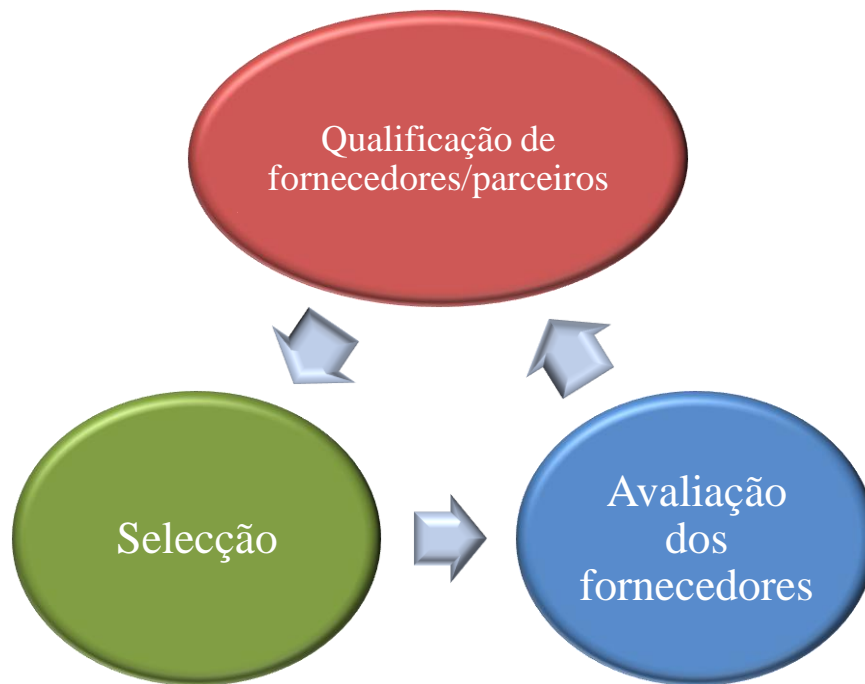 Qualificação de
fornecedores/parceiros
Selecção
Avaliação
dos
fornecedores